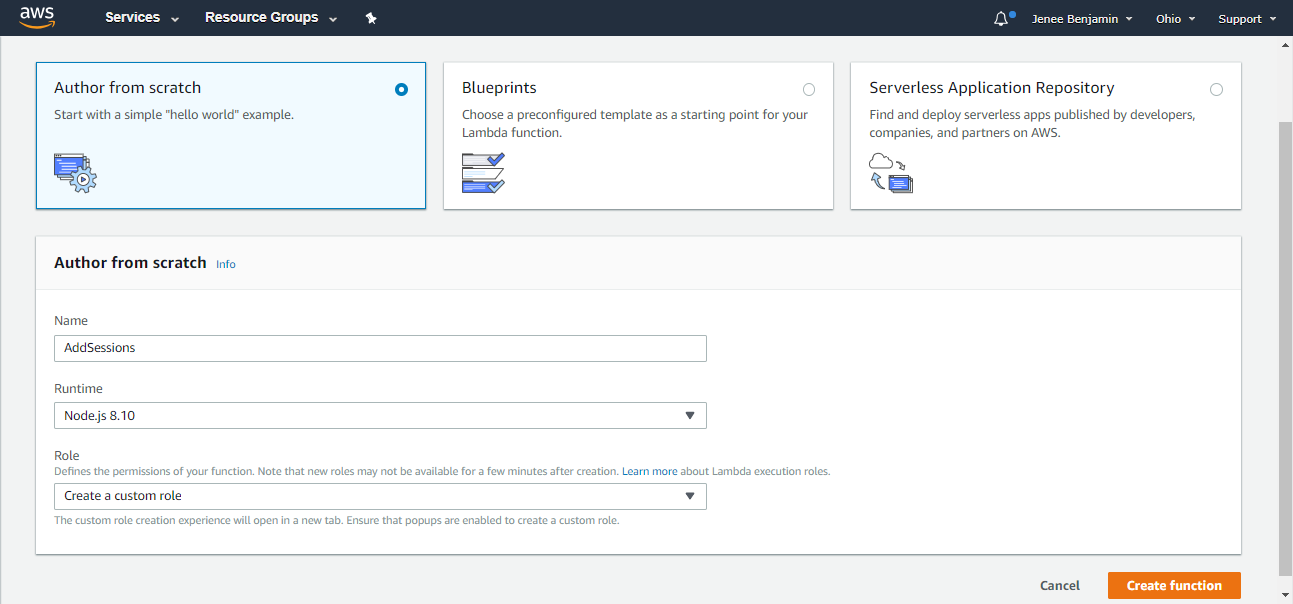 aws Services Resource Groups Jenee Benjamin Ohio Support
Author from scratch
Start with a simple "hello world" example.
Blueprints
Choose a preconfigured template as a starting point for your
Lambda function.
Serverless Application Repository
Find and deploy serverless apps published by developers,
companies, and partners on AWS.
Author from scratch Info
Name
AddSessions
Runtime
Node.js 8.10
Role
Defines the permissions of your function. Note that new roles may not be available for a few minutes after creation. Learn more about Lambda execution roles.
Create a custom role
The custom role creation experience will open in a new tab. Ensure that popups are enabled to create a custom role.
Cancel Create function